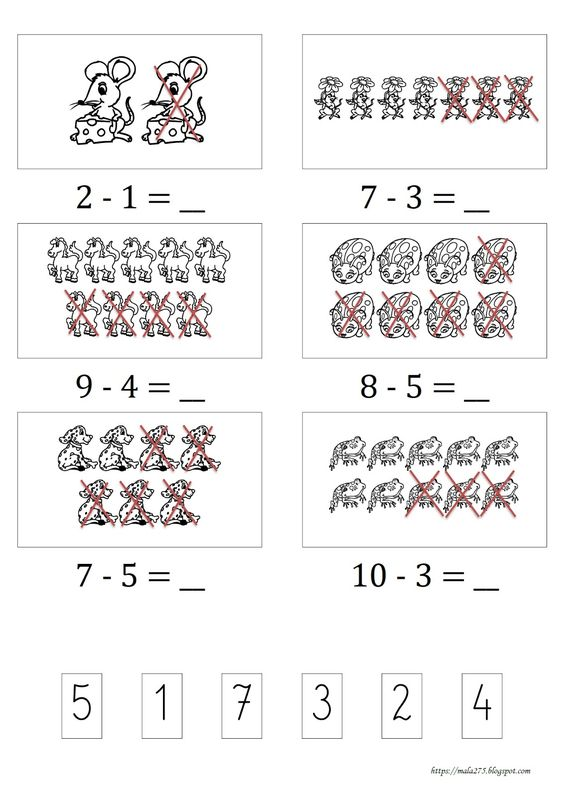 2 - 1 = __
7 - 3 = __
9 - 4 = __
8 - 5 = __
7 - 5 = __
10 - 3 = __
5 1 7 3 2 4
https://mala275.blogspot.com